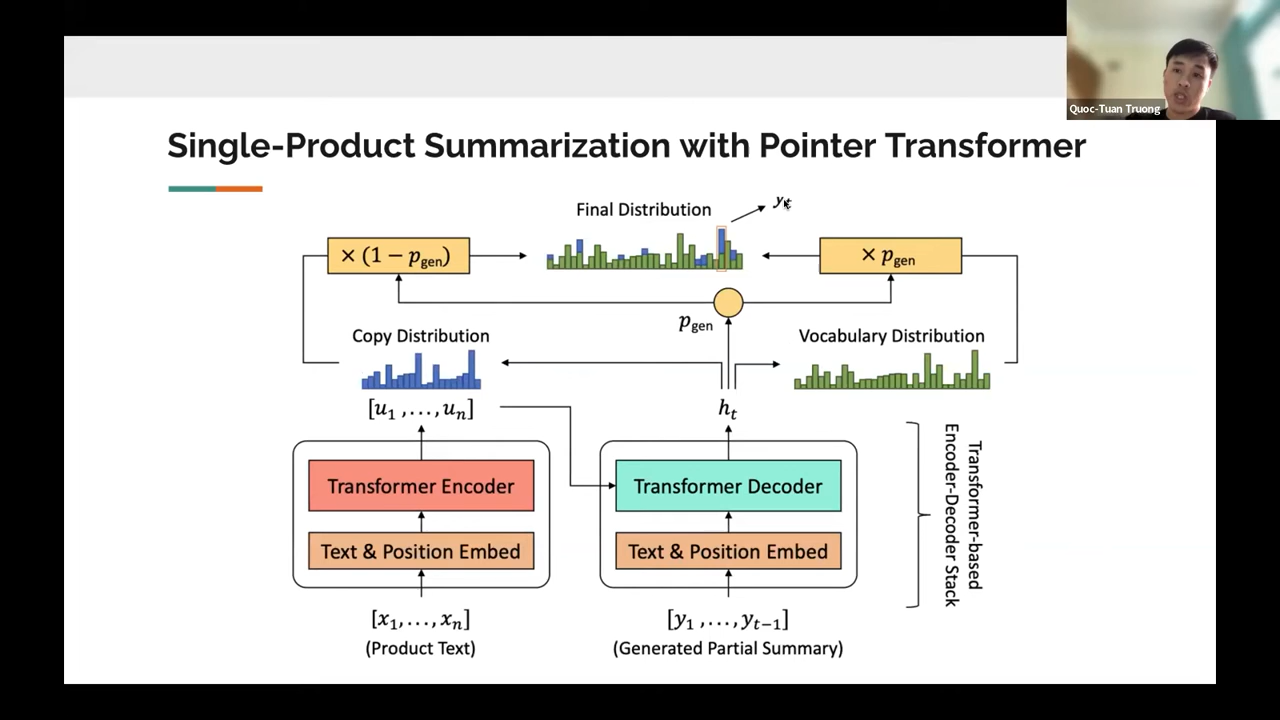 Quoc-Tuan Truong
Single-Product Summarization with Pointer Transformer
Final Distribution
y_t
× (1 − p_gen)
× p_gen
p_gen
Copy Distribution
Vocabulary Distribution
[u_1 ,...,u_n]
h_t
Transformer Encoder
Transformer Decoder
Text & Position Embed
Text & Position Embed
[x_1,...,x_n]
[y_1 ,...,y_{t−1}]
(Product Text)
(Generated Partial Summary)
Transformer-based
Encoder-Decoder Stack